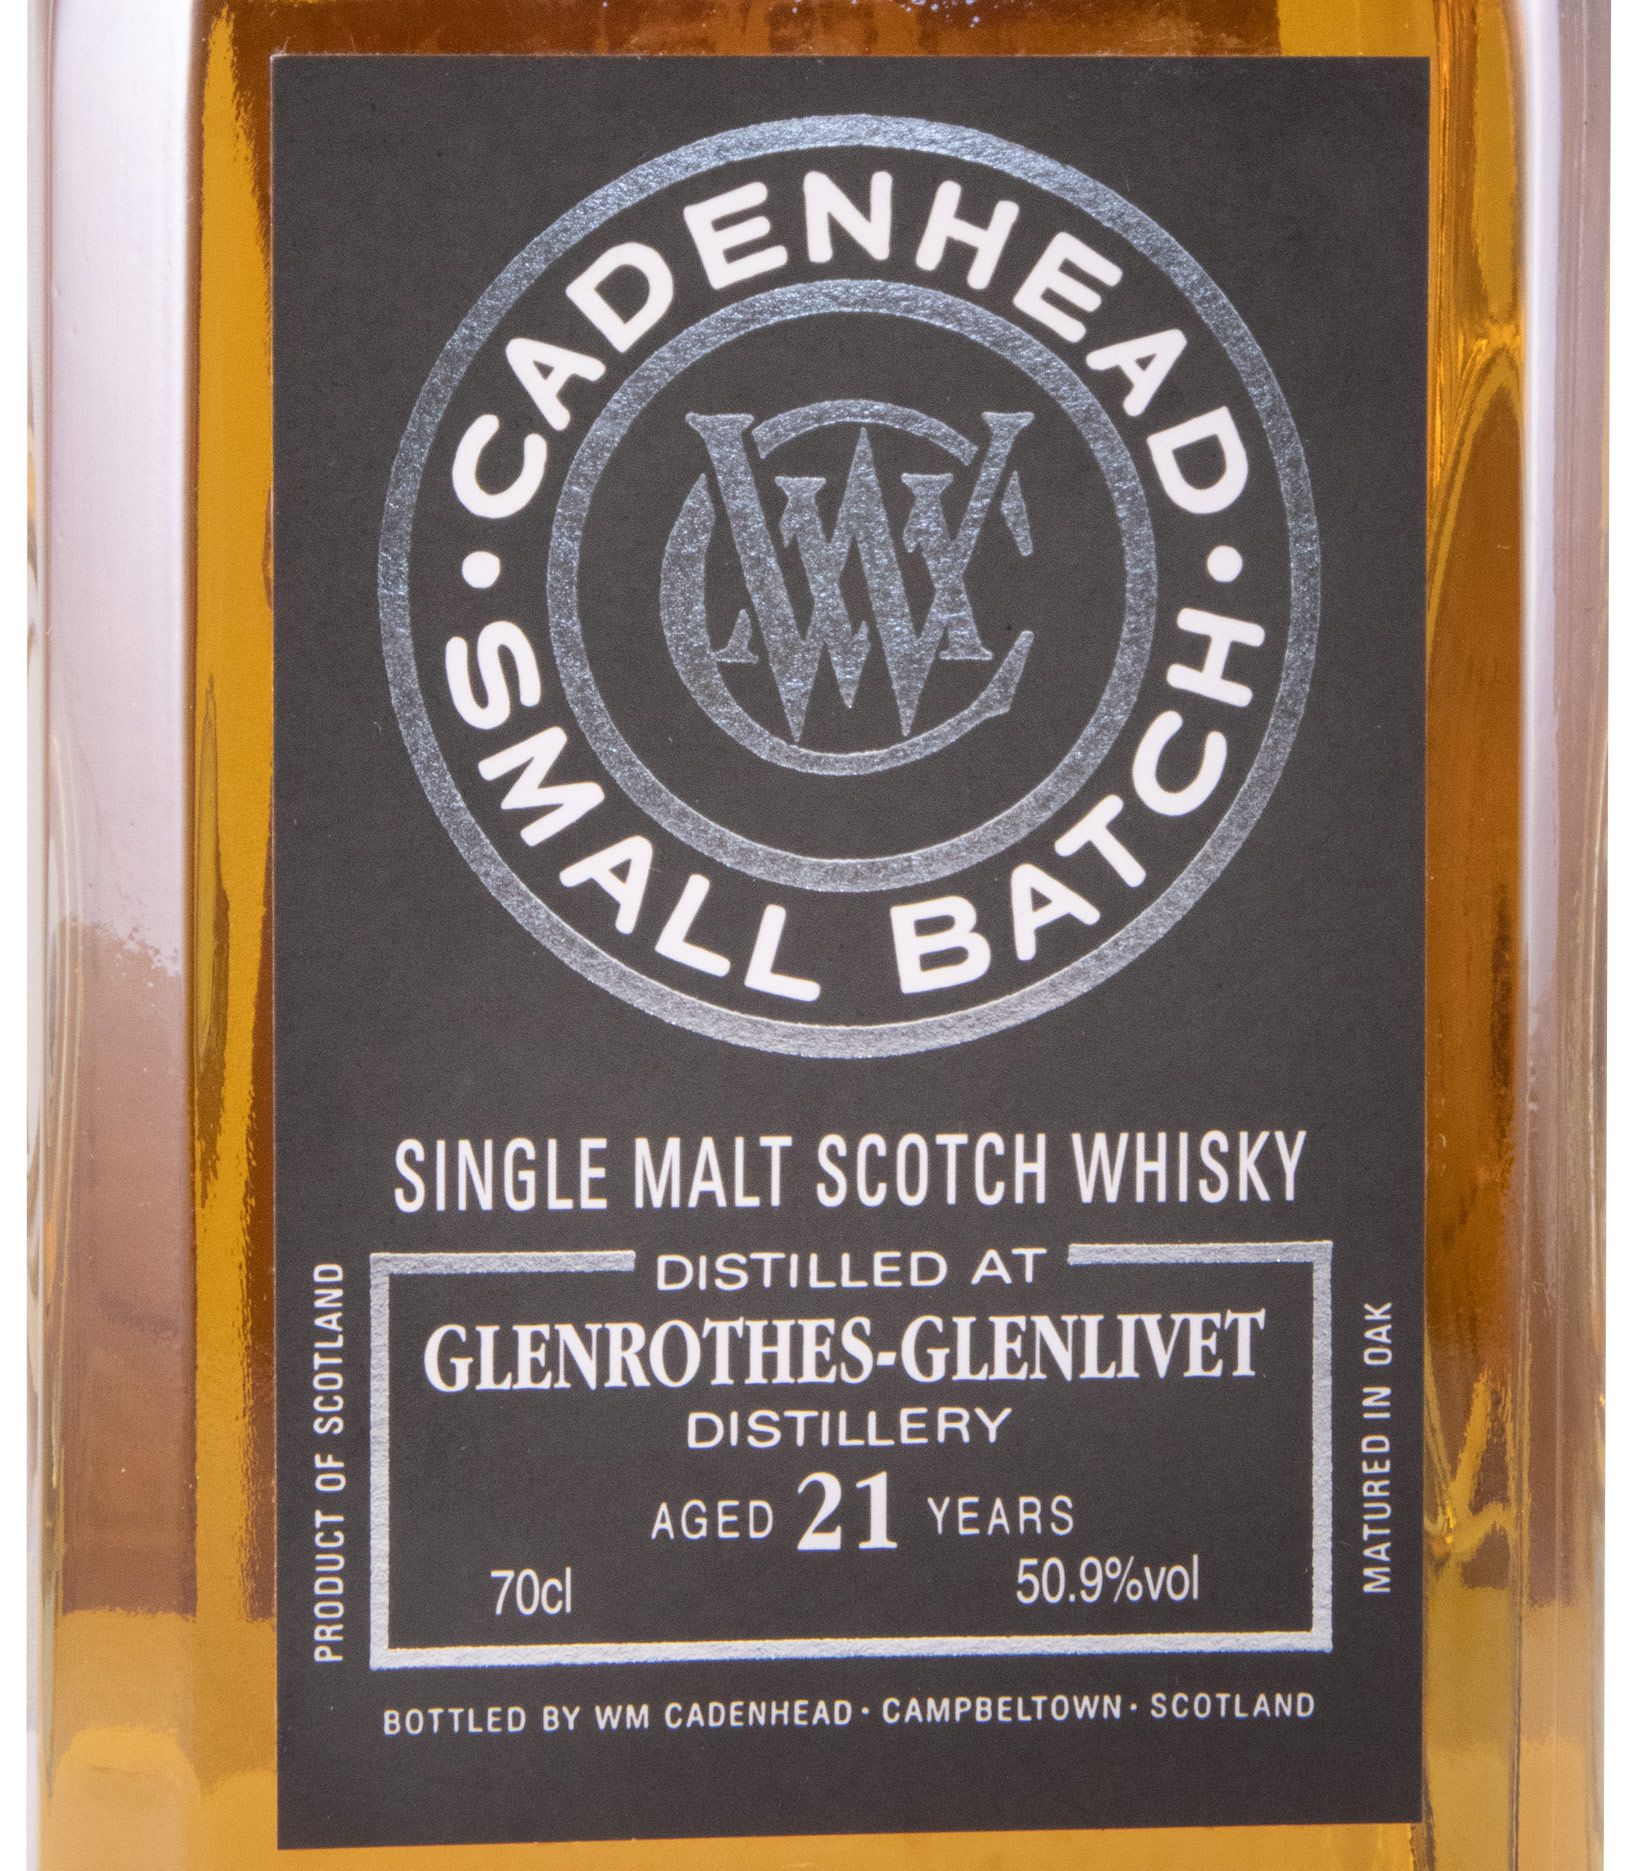 · CADENHEAD ·
SMALL BATCH
SINGLE MALT SCOTCH WHISKY
DISTILLED AT
GLENROTHES-GLENLIVET
DISTILLERY
AGED 21 YEARS
70cl 50.9%vol
PRODUCT OF SCOTLAND
MATURED IN OAK
BOTTLED BY WM CADENHEAD · CAMPBELTOWN · SCOTLAND